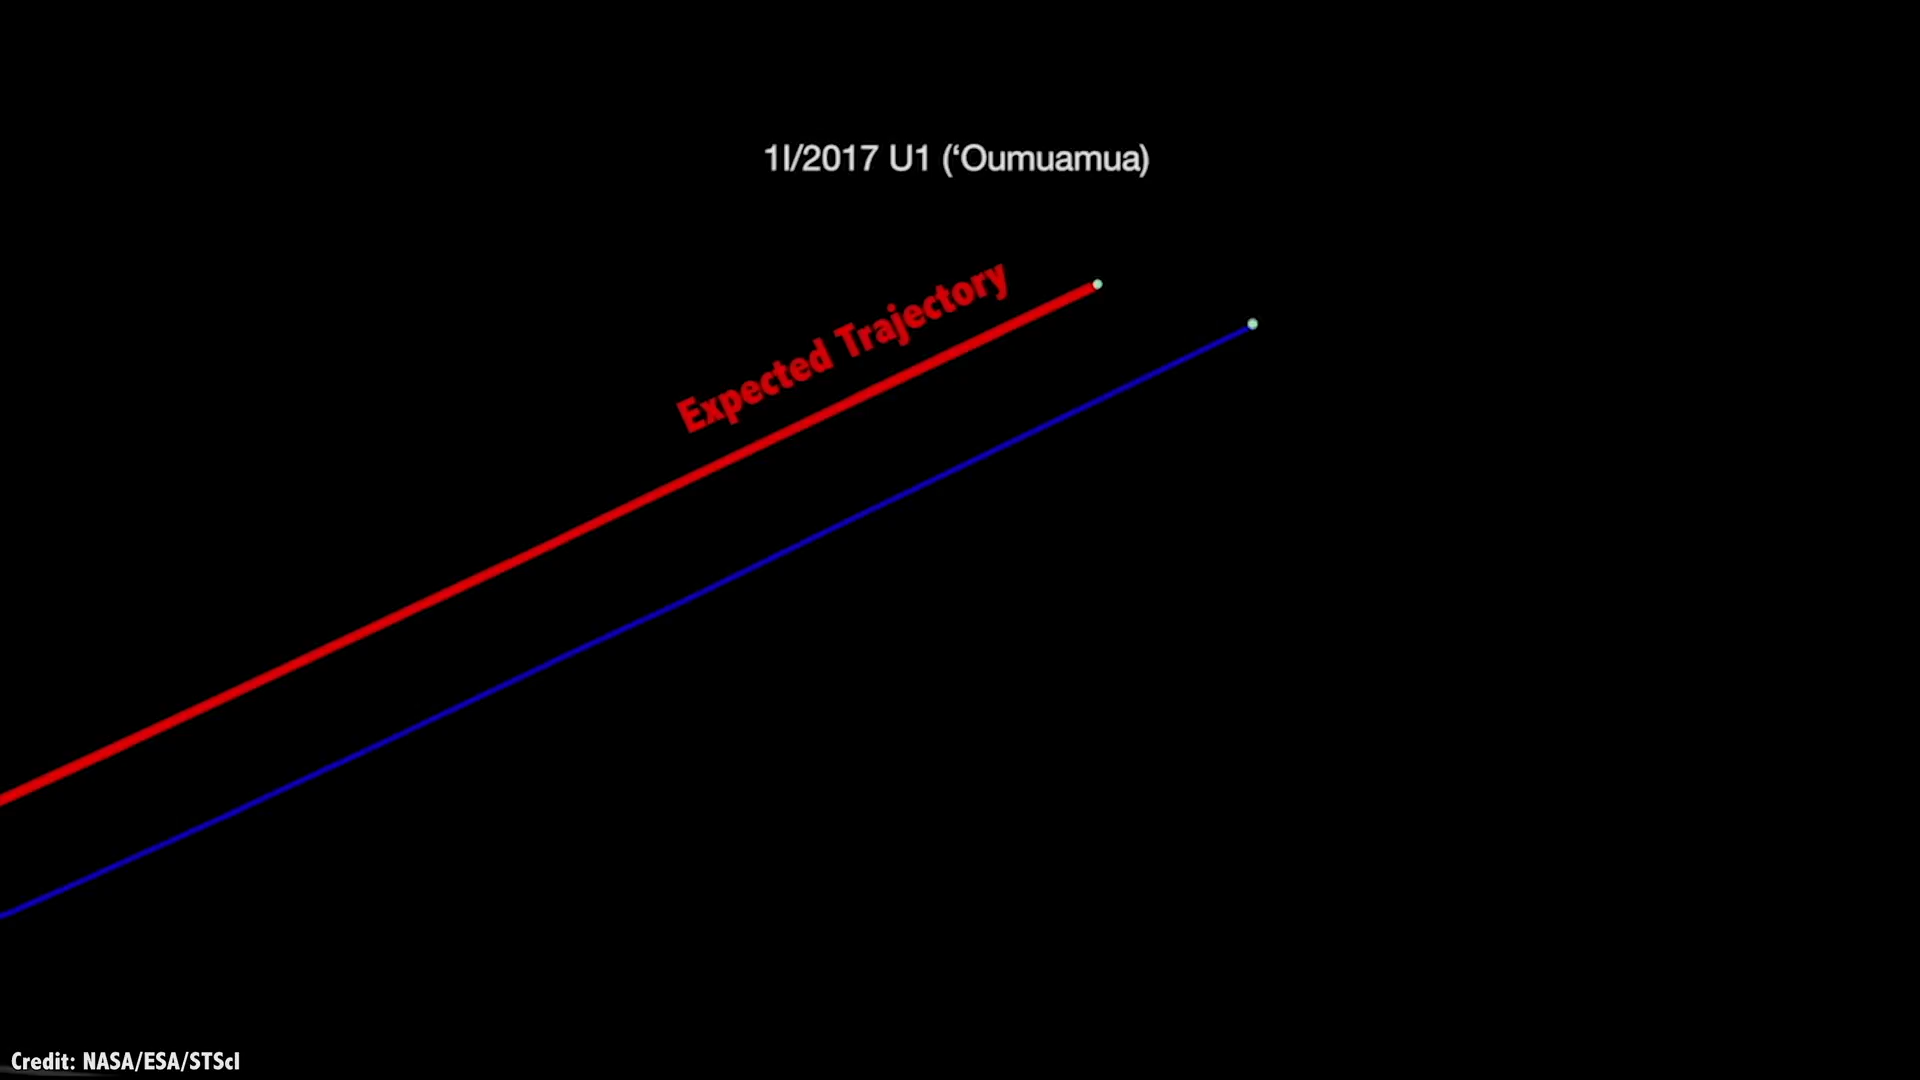 1I/2017 U1 (‘Oumuamua)
Expected Trajectory
Credit: NASA/ESA/STScI